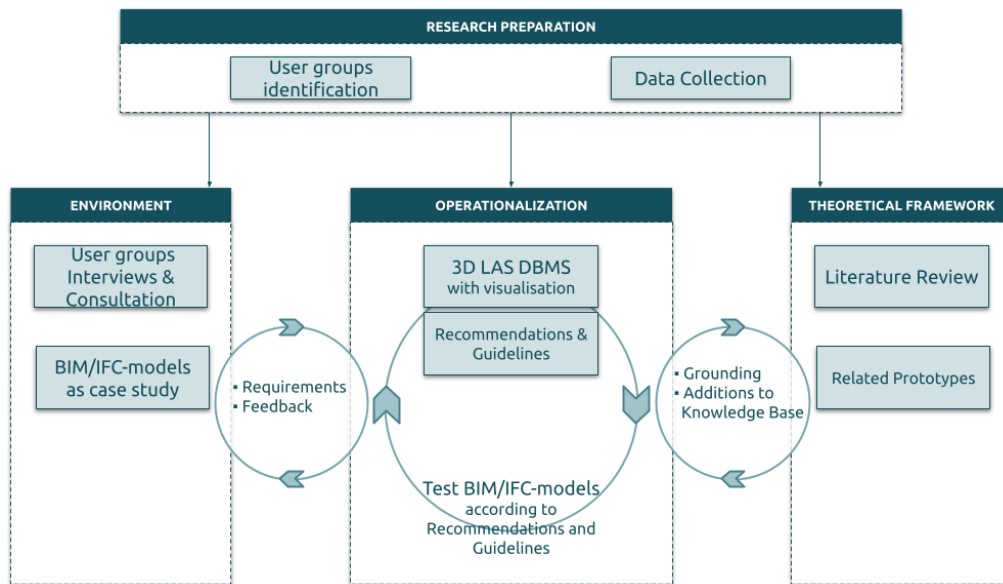 RESEARCH PREPARATION
User groups
identification
Data Collection
ENVIRONMENT
User groups
Interviews &
Consultation
BIM/IFC-models
as case study
▪ Requirements
▪ Feedback
OPERATIONALIZATION
3D LAS DBMS
with visualisation
Recommendations &
Guidelines
Test BIM/IFC-models
according to
Recommendations and
Guidelines
▪ Grounding
▪ Additions to
Knowledge Base
THEORETICAL FRAMEWORK
Literature Review
Related Prototypes